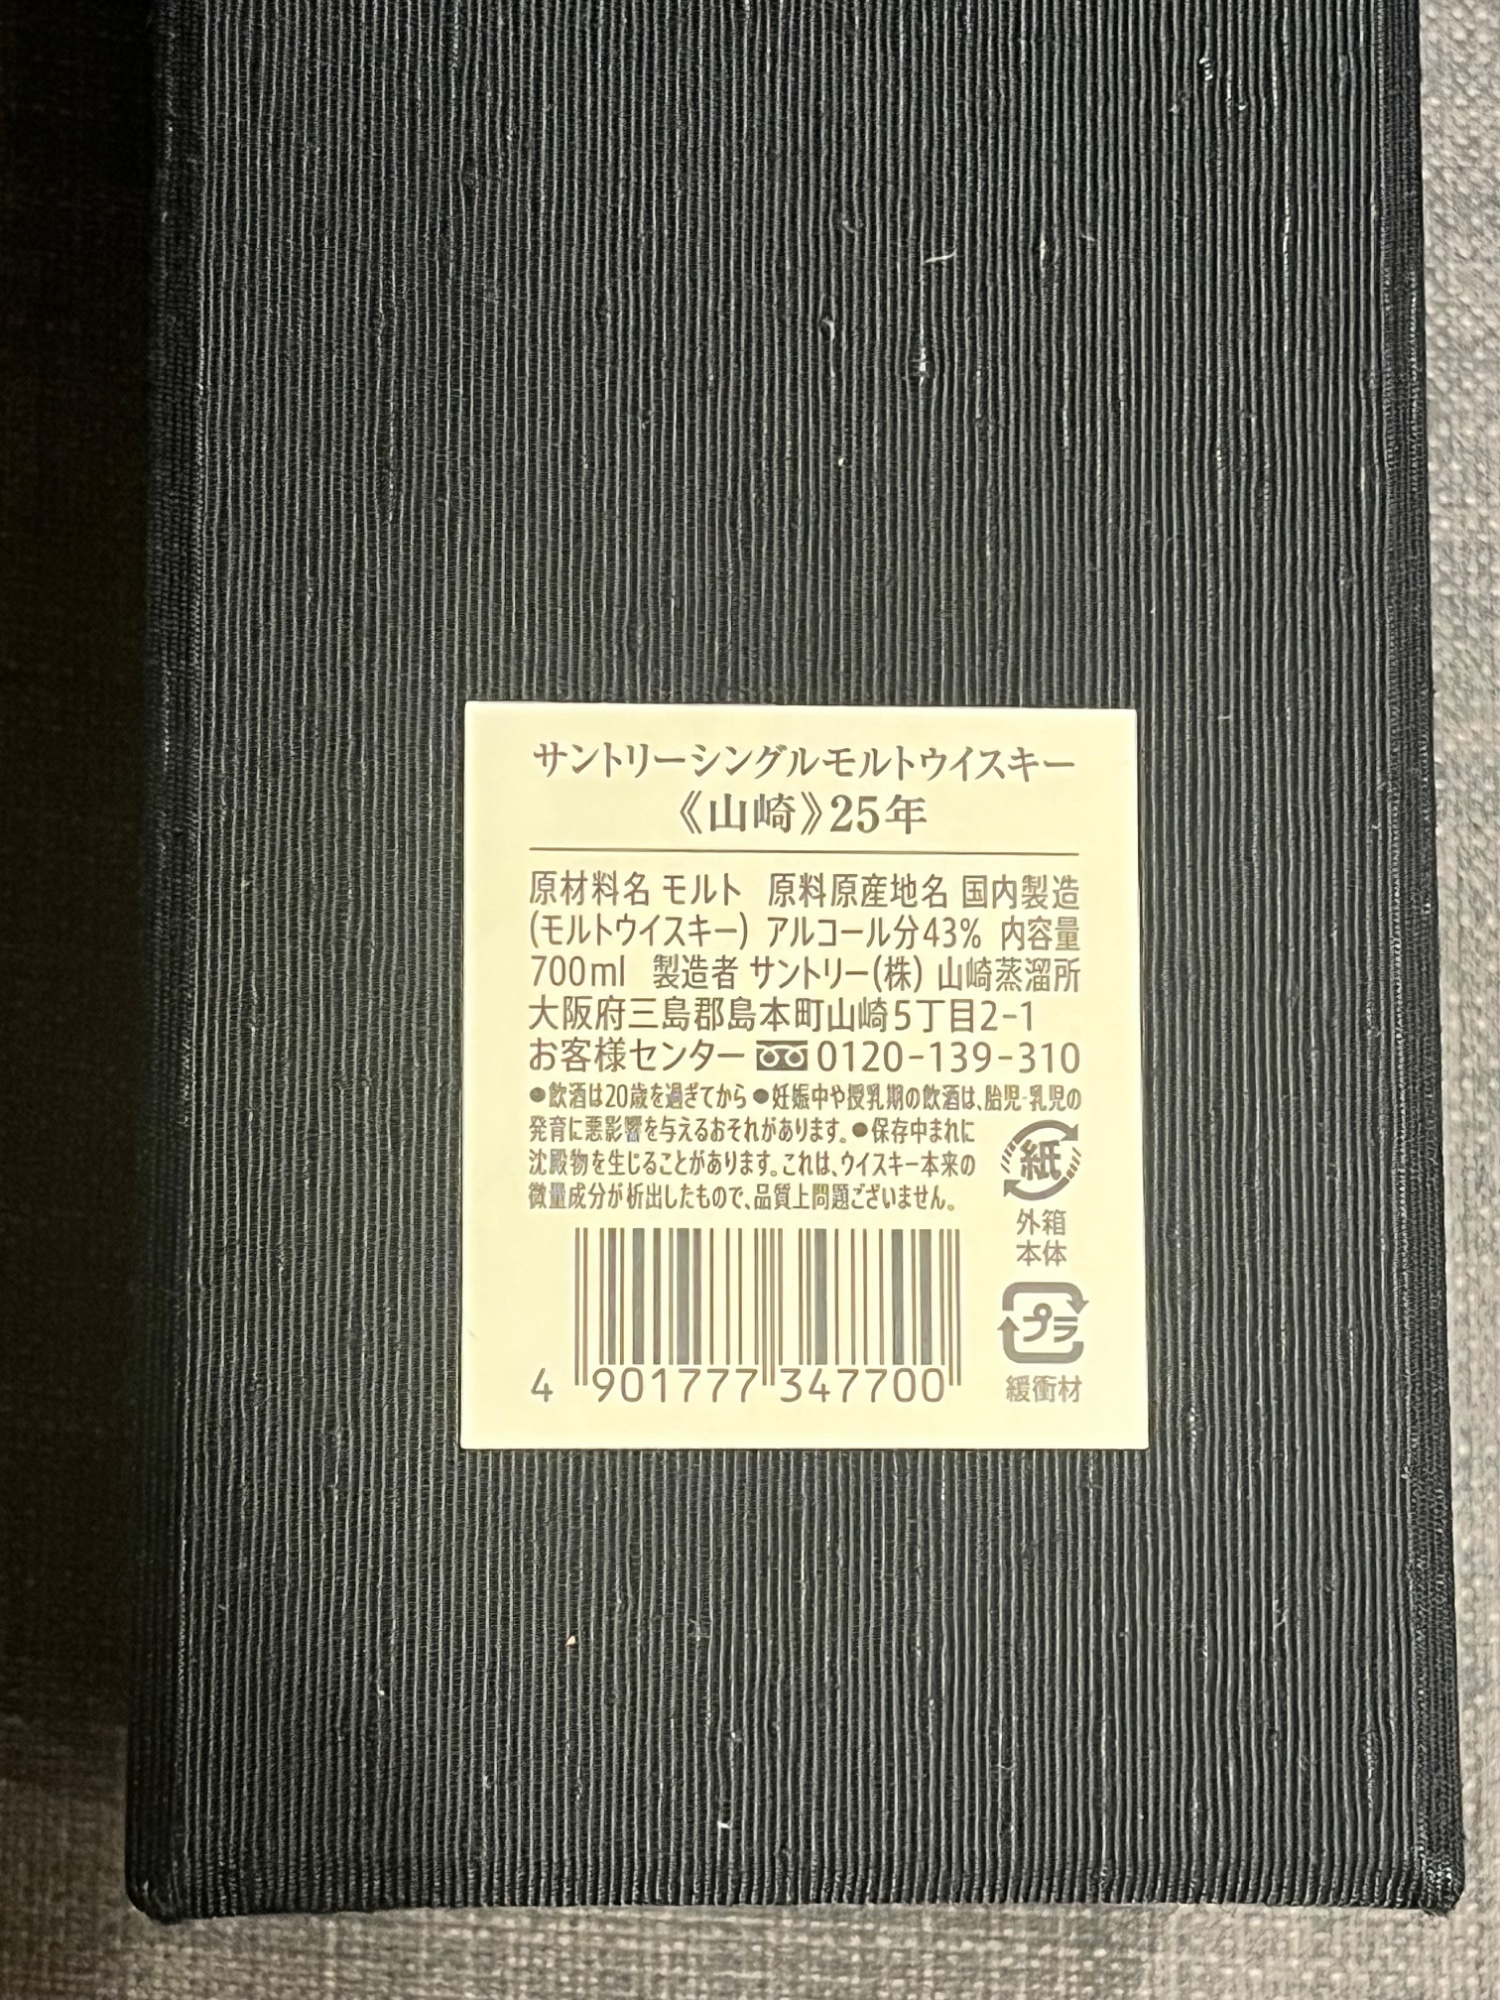 サントリーシングルモルトウイスキー
《山崎》25年
原材料名 モルト 原料原産地名 国内製造
(モルトウイスキー) アルコール分43% 内容量
700ml 製造者 サントリー(株) 山崎蒸溜所
大阪府三島郡島本町山崎5丁目2-1
お客様センター 0120-139-310
●飲酒は20歳を過ぎてから●妊娠中や授乳期の飲酒は、胎児・乳児の
発育に悪影響を与えるおそれがあります。●保存中まれに
沈殿物を生じることがあります。これは、ウイスキー本来の
微量成分が析出したもので、品質上問題ございません。
紙
外箱
本体
プラ
緩衝材
4 901777 347700